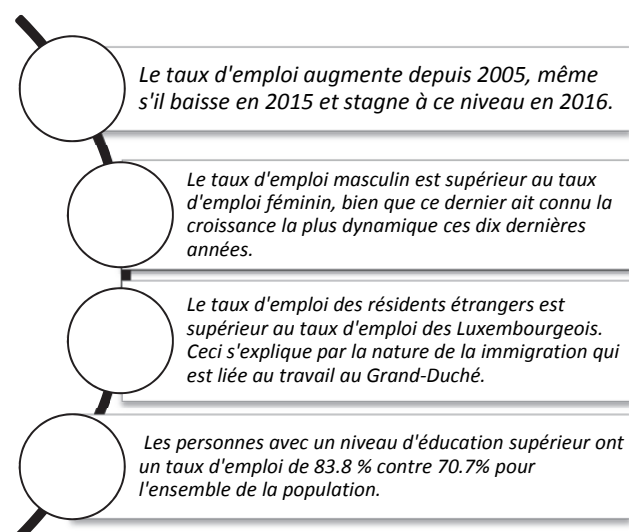 Le taux d'emploi augmente depuis 2005, même
s'il baisse en 2015 et stagne à ce niveau en 2016.
Le taux d'emploi masculin est supérieur au taux
d'emploi féminin, bien que ce dernier ait connu la
croissance la plus dynamique ces dix dernières
années.
Le taux d'emploi des résidents étrangers est
supérieur au taux d'emploi des Luxembourgeois.
Ceci s'explique par la nature de la immigration qui
est liée au travail au Grand-Duché.
Les personnes avec un niveau d'éducation supérieur ont
un taux d'emploi de 83.8 % contre 70.7% pour
l'ensemble de la population.